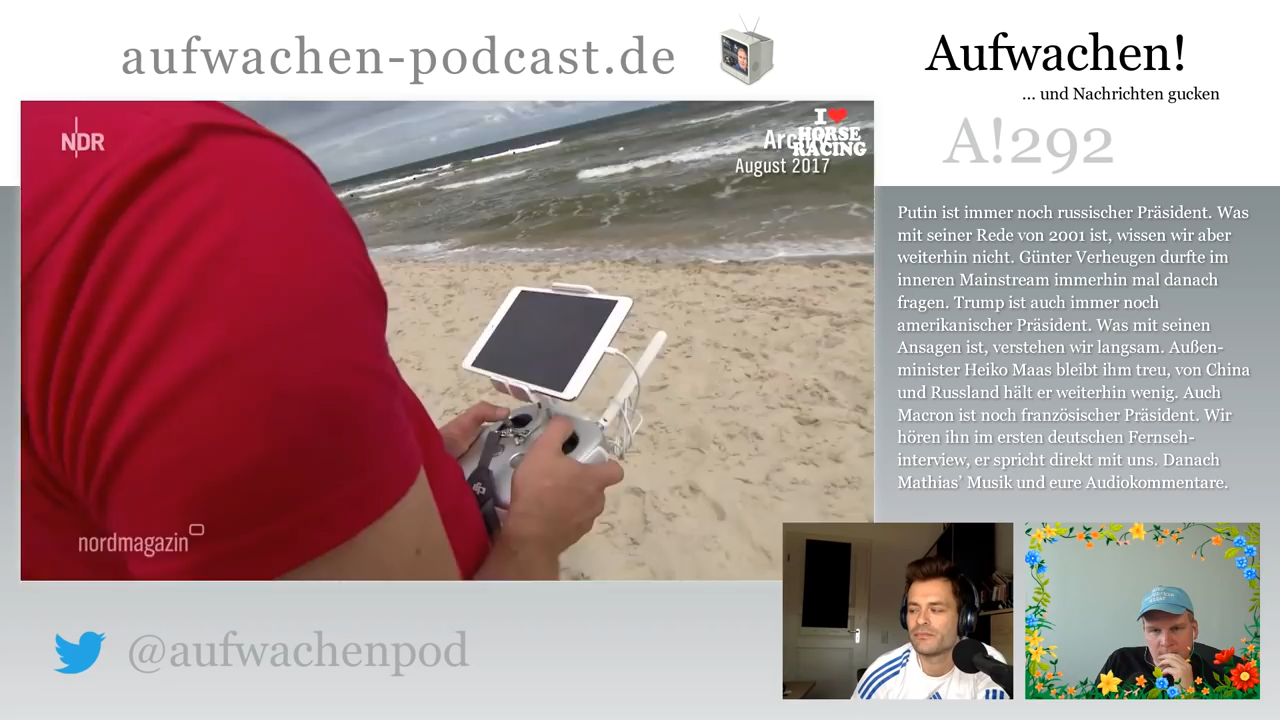 aufwachen-podcast.de
Aufwachen!
... und Nachrichten gucken
A!292
NDR
I ❤
HORSE
RACING
August 2017
Putin ist immer noch russischer Präsident. Was
mit seiner Rede von 2001 ist, wissen wir aber
weiterhin nicht. Günter Verheugen durfte im
inneren Mainstream immerhin mal danach
fragen. Trump ist auch immer noch
amerikanischer Präsident. Was mit seinen
Ansagen ist, verstehen wir langsam. Außen-
minister Heiko Maas bleibt ihm treu, von China
und Russland hält er weiterhin wenig. Auch
Macron ist noch französischer Präsident. Wir
hören ihn im ersten deutschen Fernseh-
interview, er spricht direkt mit uns. Danach
Mathias' Musik und eure Audiokommentare.
nordmagazin
@aufwachenpod